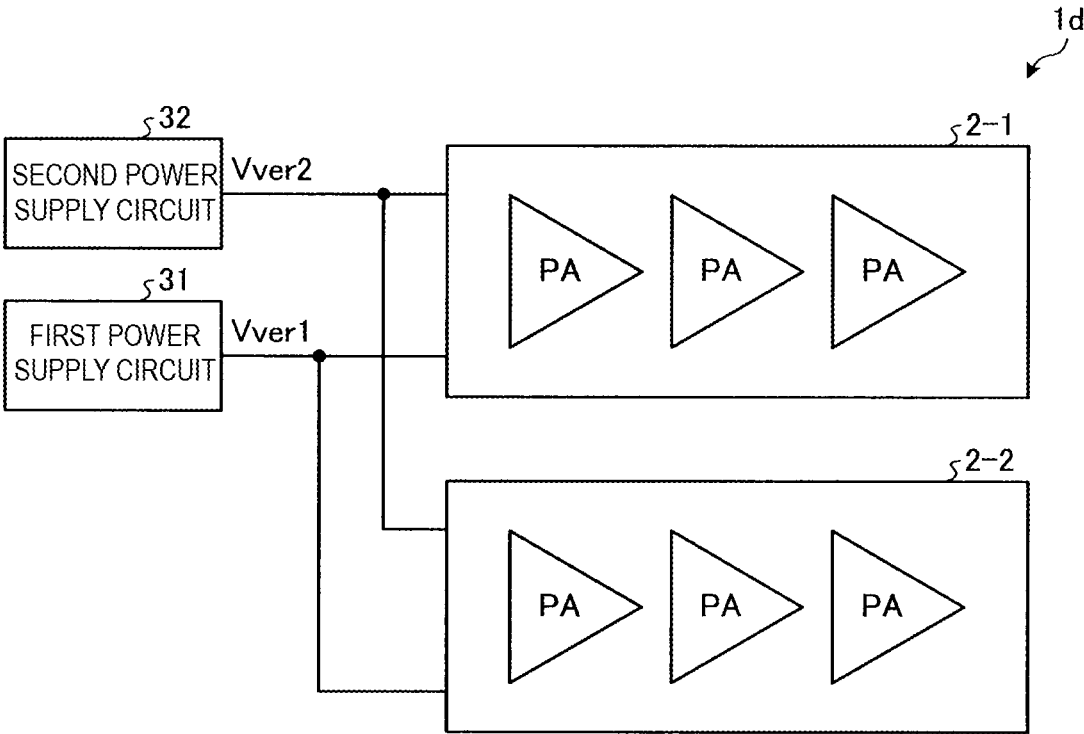 1d
32
SECOND POWER
SUPPLY CIRCUIT
Vver2
2-1
PA PA PA
31
FIRST POWER
SUPPLY CIRCUIT
Vver1
2-2
PA PA PA